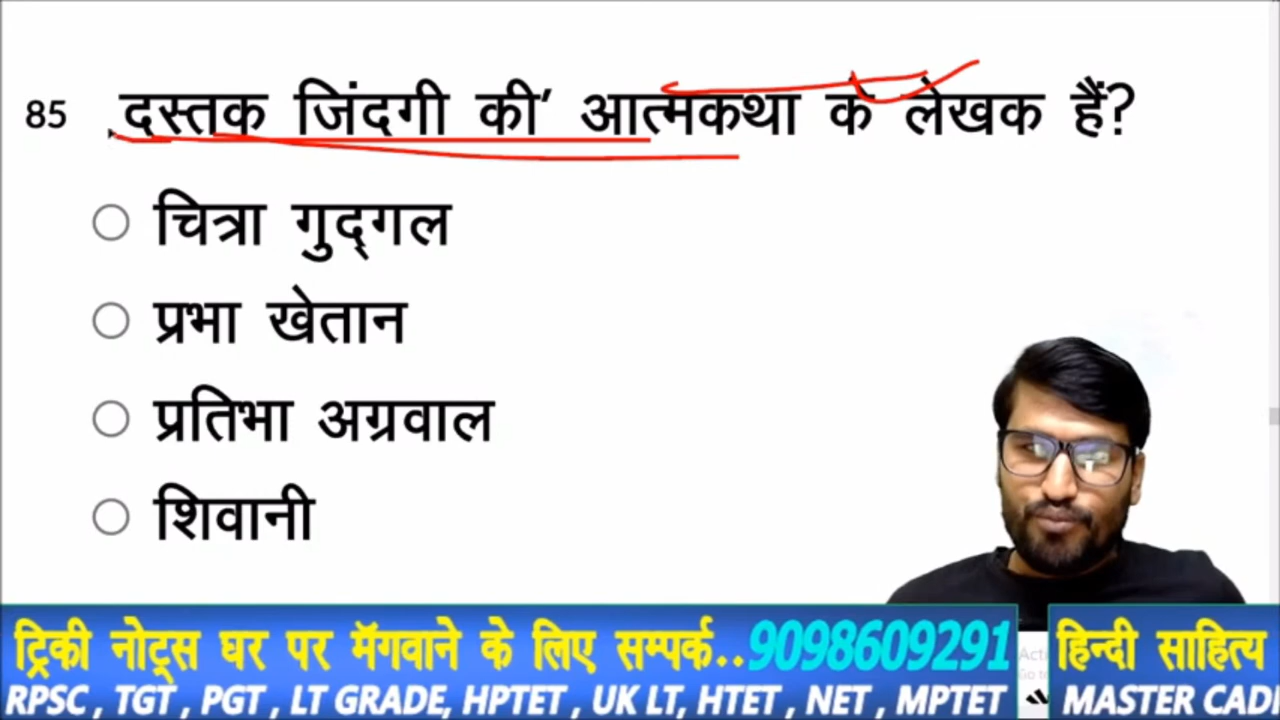 85 दस्तक जिंदगी की’ आत्मकथा के लेखक हैं?
चित्रा गुद्गल
प्रभा खेतान
प्रतिभा अग्रवाल
शिवानी
ट्रिकी नोट्स घर पर मॅगवाने के लिए सम्पर्क..9098609291
हिन्दी साहित्य
RPSC , TGT , PGT , LT GRADE, HPTET , UK LT, HTET , NET , MPTET
MASTER CADI